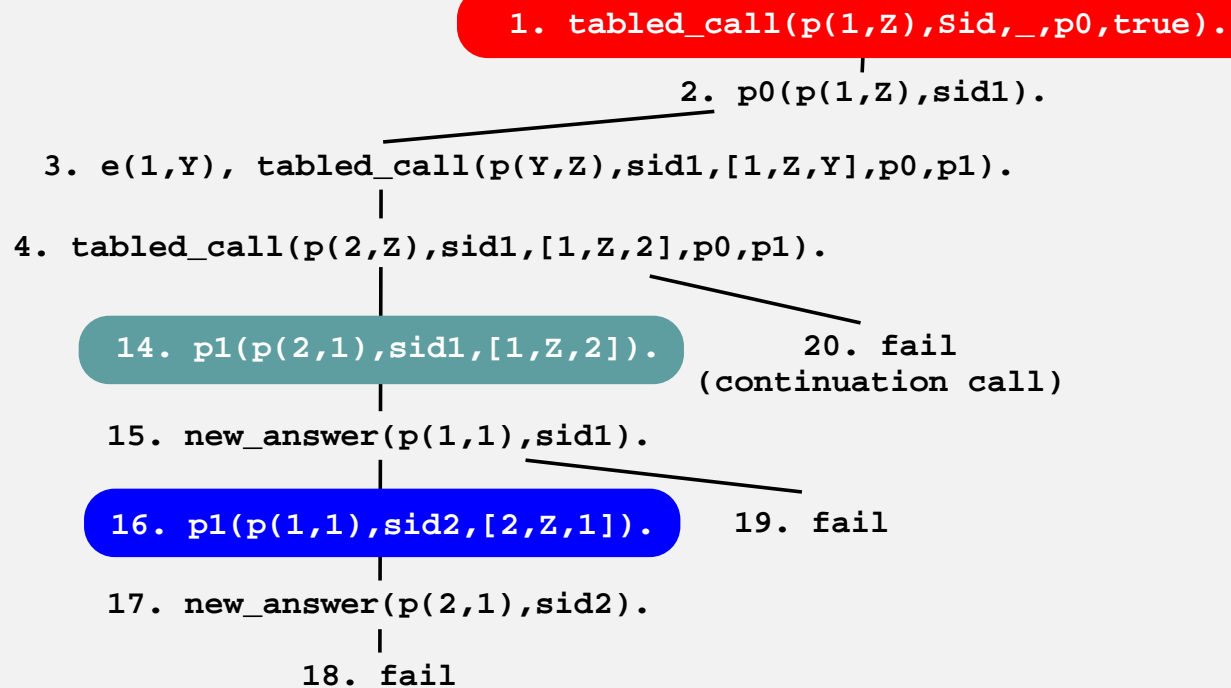 1. tabled_call(p(1,Z),Sid,_,p0,true).
2. p0(p(1,Z),sid1).
3. e(1,Y), tabled_call(p(Y,Z),sid1,[1,Z,Y],p0,p1).
4. tabled_call(p(2,Z),sid1,[1,Z,2],p0,p1).
14. p1(p(2,1),sid1,[1,Z,2]).
20. fail
(continuation call)
15. new_answer(p(1,1),sid1).
16. p1(p(1,1),sid2,[2,Z,1]).
19. fail
17. new_answer(p(2,1),sid2).
18. fail